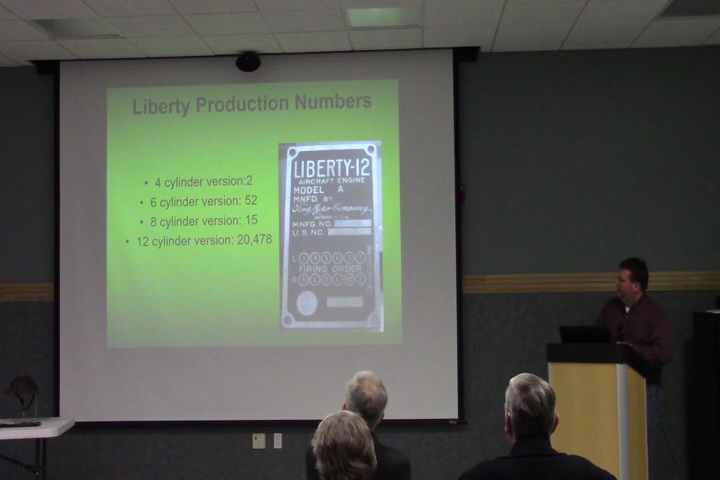 Liberty Production Numbers
• 4 cylinder version:2
• 6 cylinder version: 52
• 8 cylinder version: 15
• 12 cylinder version: 20,478
LIBERTY-12
AIRCRAFT ENGINE
MODEL A
MNFD. BY
Ford Motor Company
MNFG. NO.
U.S. NO.
FIRING ORDER